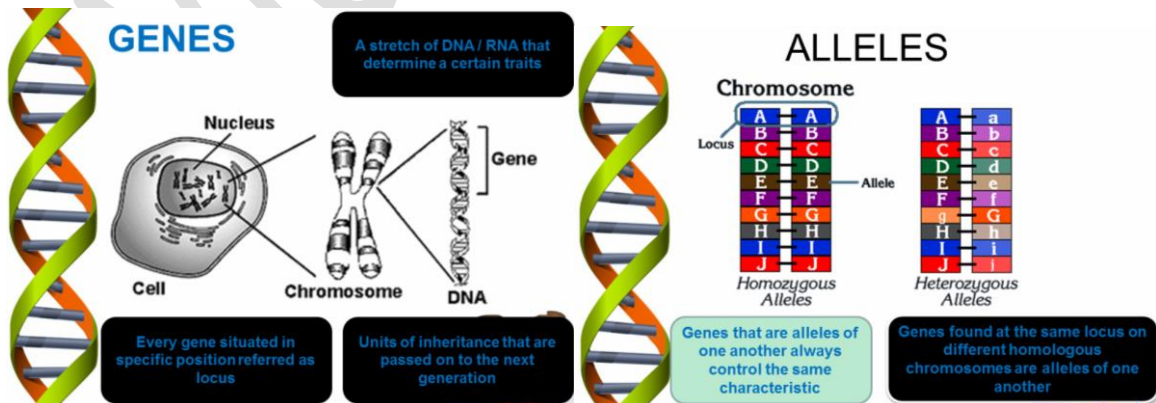 GENES
A stretch of DNA / RNA that
determine a certain traits
Nucleus
Gene
Cell
Chromosome
DNA
Every gene situated in
specific position referred as
locus
Units of inheritance that are
passed on to the next
generation
ALLELES
Chromosome
Locus
A A
B B
C C
D D
E E
F F
G G
H H
I I
J J
Allele
Homozygous
Alleles
A a
B b
C c
D d
E e
F f
g G
H h
I i
J j
Heterozygous
Alleles
Genes that are alleles of
one another always
control the same
characteristic
Genes found at the same locus on
different homologous
chromosomes are alleles of one
another